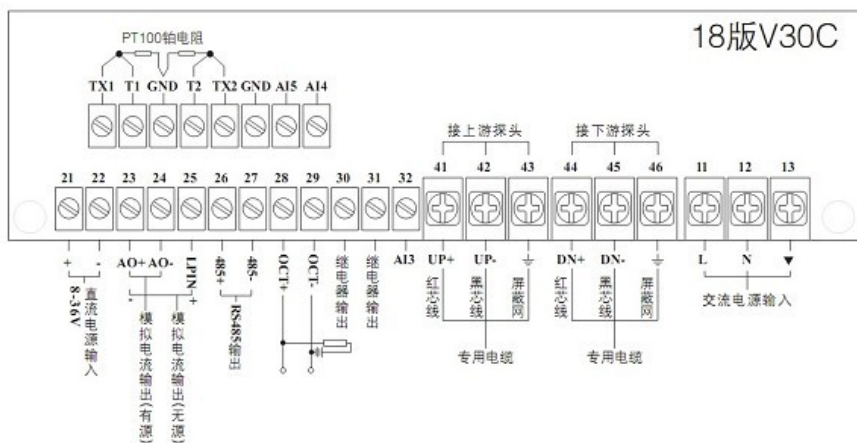 18版V30C
PT100铂电阻
TX1 T1 GND T2 TX2 GND AI5 AI4
接上游探头 接下游探头
21 22 23 24 25 26 27 28 29 30 31 32 41 42 43 44 45 46 11 12 13
+ - AO+ AO- LPIN+ 485+ 485- OCT+ OCT- 继电器输出 继电器输出 AI3 UP+ UP- DN+ DN- L N
红芯线 黑芯线 屏蔽网 红芯线 黑芯线 屏蔽网
交流电源输入
8-36V
直流电源输入
- +
模拟电流输出(有源)
模拟电流输出(无源)
RS485输出
专用电缆 专用电缆